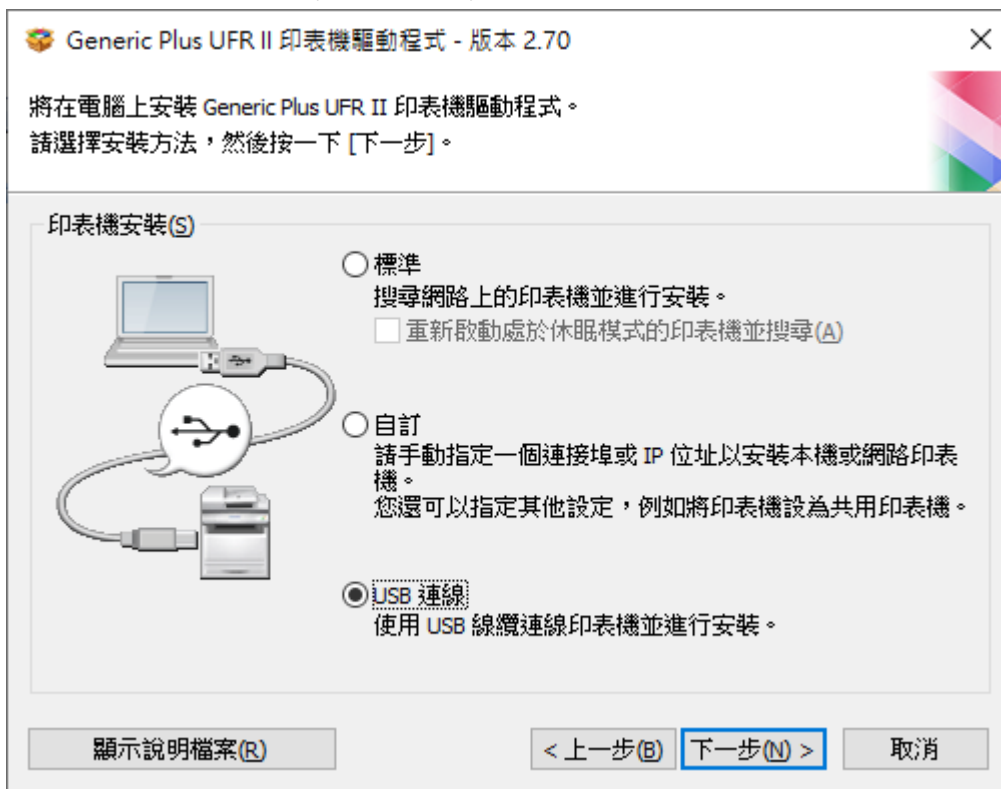 Generic Plus UFR II 印表機驅動程式 - 版本 2.70
將在電腦上安裝 Generic Plus UFR II 印表機驅動程式。
請選擇安裝方法，然後按一下 [下一步]。
印表機安裝(S)
標準
搜尋網路上的印表機並進行安裝。
重新啟動處於休眠模式的印表機並搜尋(A)
自訂
請手動指定一個連接埠或 IP 位址以安裝本機或網路印表
機。
您還可以指定其他設定，例如將印表機設為共用印表機。
USB 連線
使用 USB 線纜連線印表機並進行安裝。
顯示說明檔案(R)
< 上一步(B)
下一步(N) >
取消